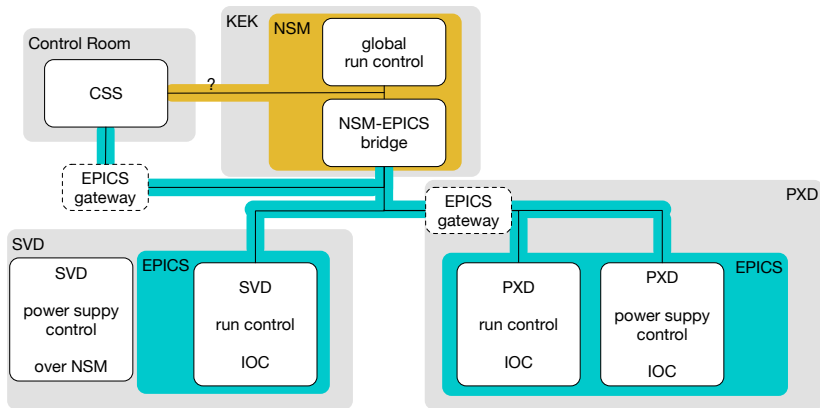 KEK
NSM
Control Room
global
run control
?
CSS
NSM-EPICS
bridge
EPICS
gateway
EPICS
gateway
PXD
SVD
EPICS
EPICS
SVD
power suppy
control
over NSM
SVD
run control
IOC
PXD
run control
IOC
PXD
power suppy
control
IOC